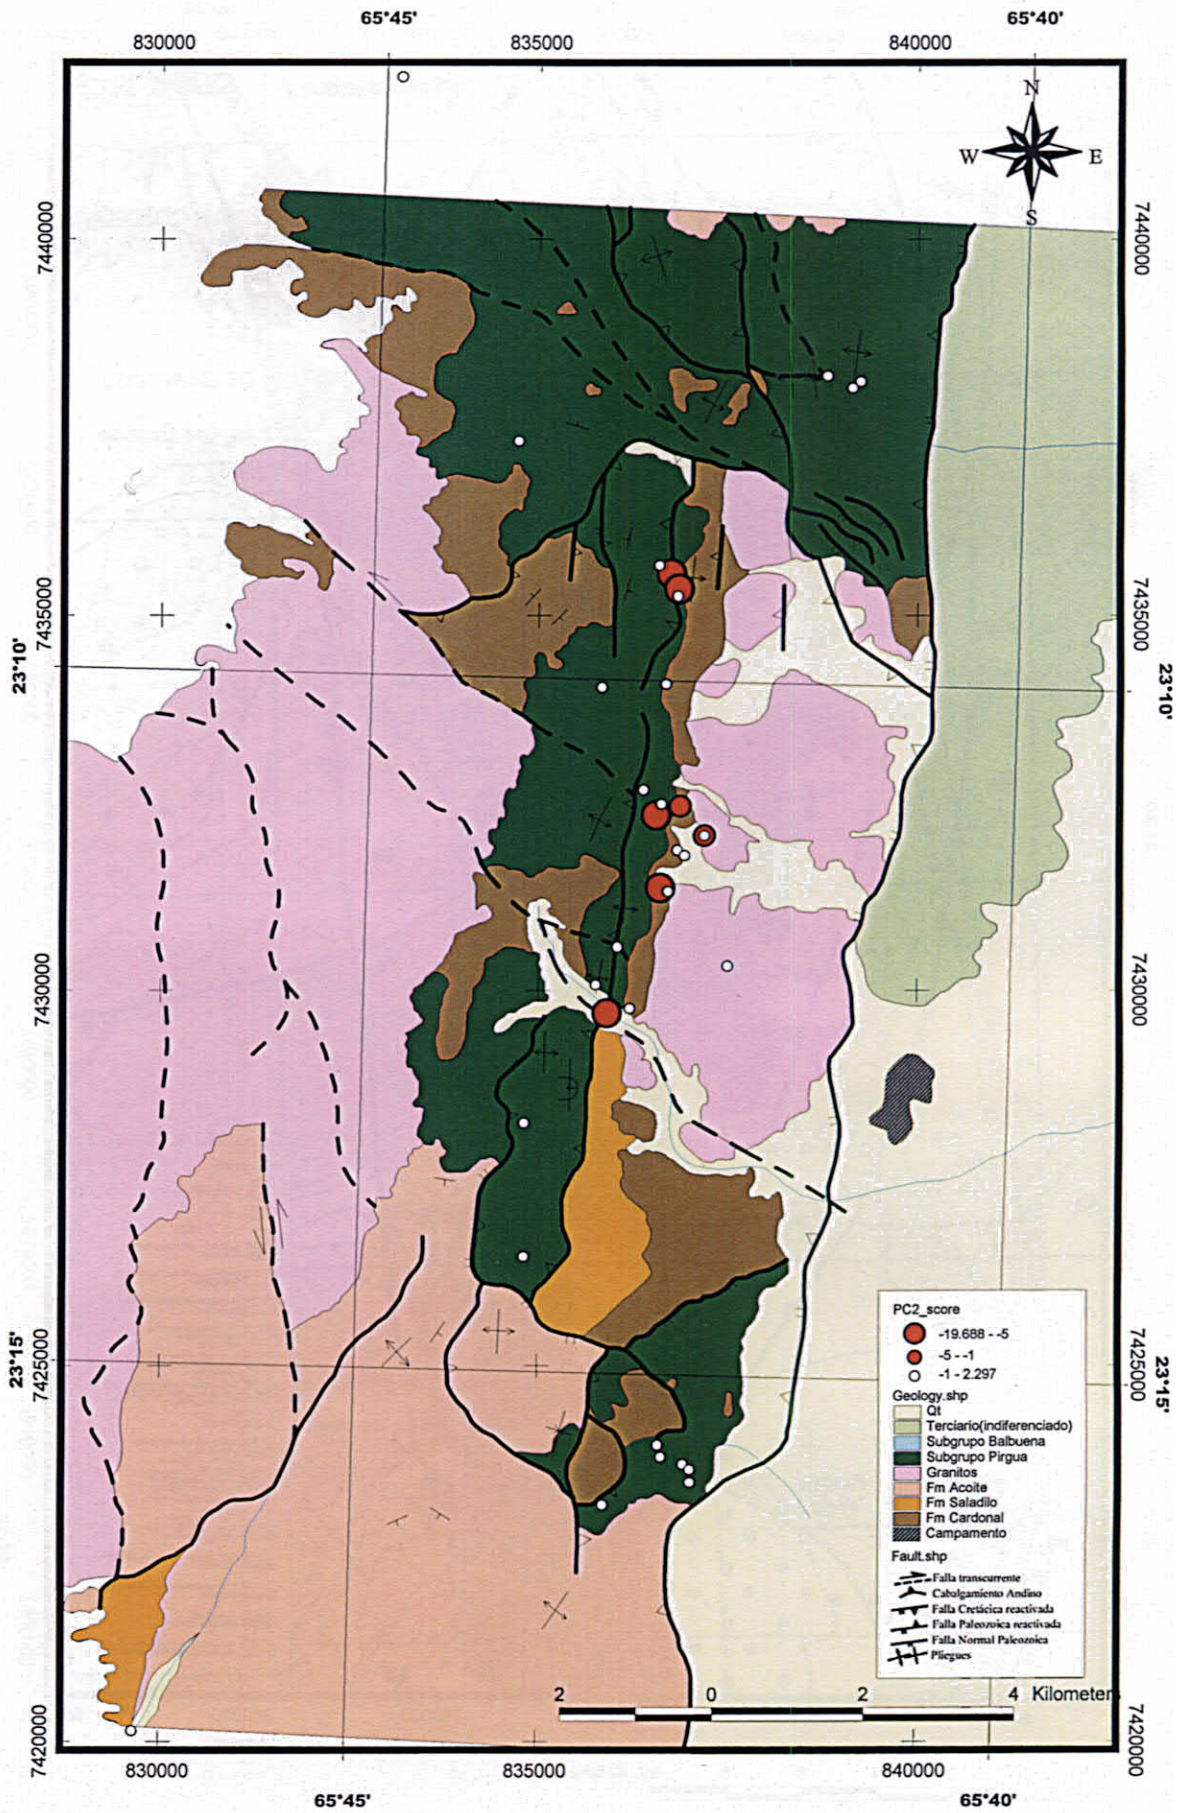 65°45'
65°40'
830000
835000
840000
N
W
E
S
7440000
7440000
7435000
7435000
23°10'
23°10'
7430000
7430000
23°15'
7425000
7425000
23°15'
7420000
7420000
PC2_score
-19.688 - -5
-5 - -1
-1 - 2.297
Geology.shp
Qt
Terciario(indiferenciado)
Subgrupo Balbuena
Subgrupo Pirgua
Granitos
Fm Acoite
Fm Saladilo
Fm Cardonal
Campamento
Fault.shp
Falla transcurrente
Cabalgamiento Andino
Falla Cretácica reactivada
Falla Paleozoica reactivada
Falla Normal Paleozoica
Pliegues
2 0 2 4 Kilometer
830000
835000
840000
65°45'
65°40'